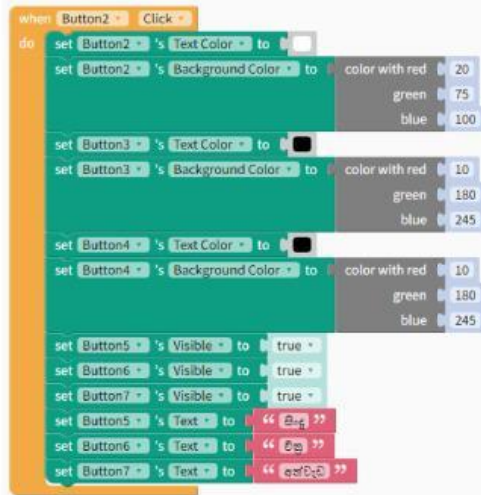 when Button2 Click
do set Button2 's Text Color to
set Button2 's Background Color to color with red 20
green 75
blue 100
set Button3 's Text Color to
set Button3 's Background Color to color with red 10
green 180
blue 245
set Button4 's Text Color to
set Button4 's Background Color to color with red 10
green 180
blue 245
set Button5 's Visible to true
set Button6 's Visible to true
set Button7 's Visible to true
set Button5 's Text to “ සිංදු ”
set Button6 's Text to “ චිත්‍ර ”
set Button7 's Text to “ අත්වැඩ ”